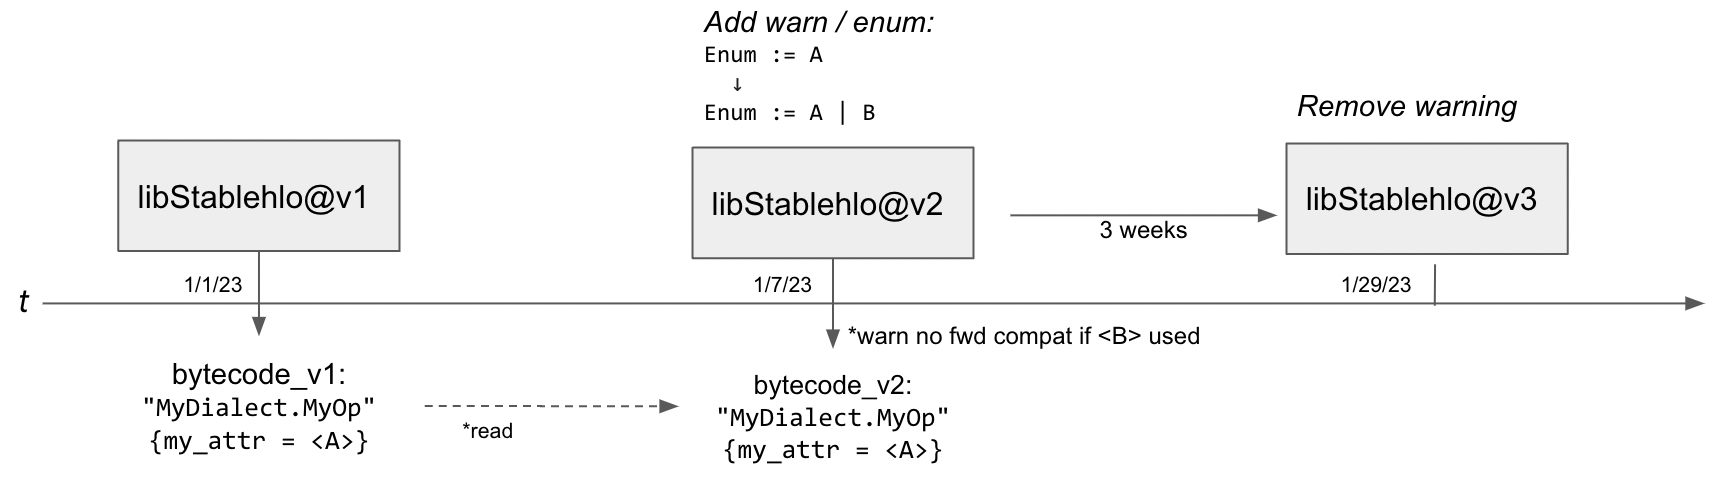 Add warn / enum:
Enum := A
↓
Enum := A | B
Remove warning
libStablehlo@v1
libStablehlo@v2
libStablehlo@v3
3 weeks
1/1/23
1/7/23
1/29/23
t
*warn no fwd compat if <B> used
bytecode_v1:
"MyDialect.MyOp"
{my_attr = <A>}
*read
bytecode_v2:
"MyDialect.MyOp"
{my_attr = <A>}